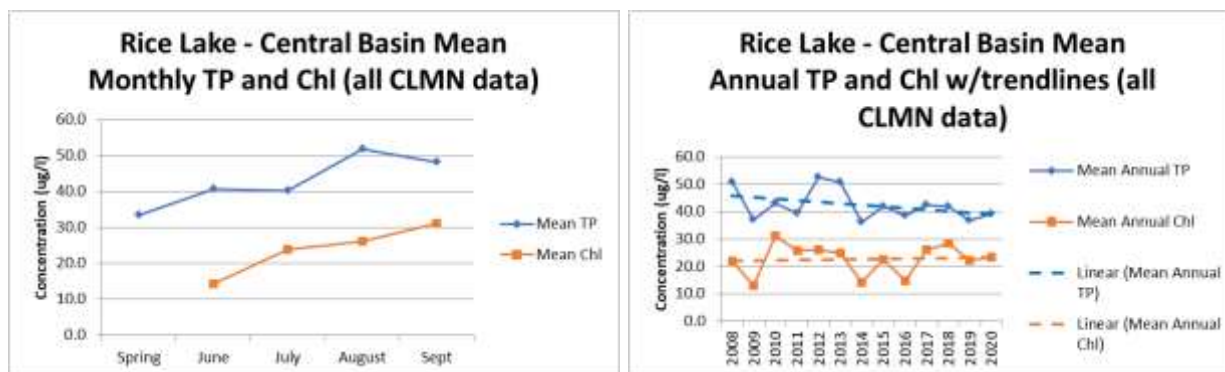 Rice Lake - Central Basin Mean
Monthly TP and Chl (all CLMN data)
Concentration (ug/l)
60.0
50.0
40.0
30.0
20.0
10.0
0.0
Spring
June
July
August
Sept
Mean TP
Mean Chl
Rice Lake - Central Basin Mean
Annual TP and Chl w/trendlines (all
CLMN data)
Concentration (ug/l)
60.0
50.0
40.0
30.0
20.0
10.0
0.0
2008
2009
2010
2011
2012
2013
2014
2015
2016
2017
2018
2019
2020
Mean Annual TP
Mean Annual Chl
Linear (Mean Annual
TP)
Linear (Mean Annual
Chl)